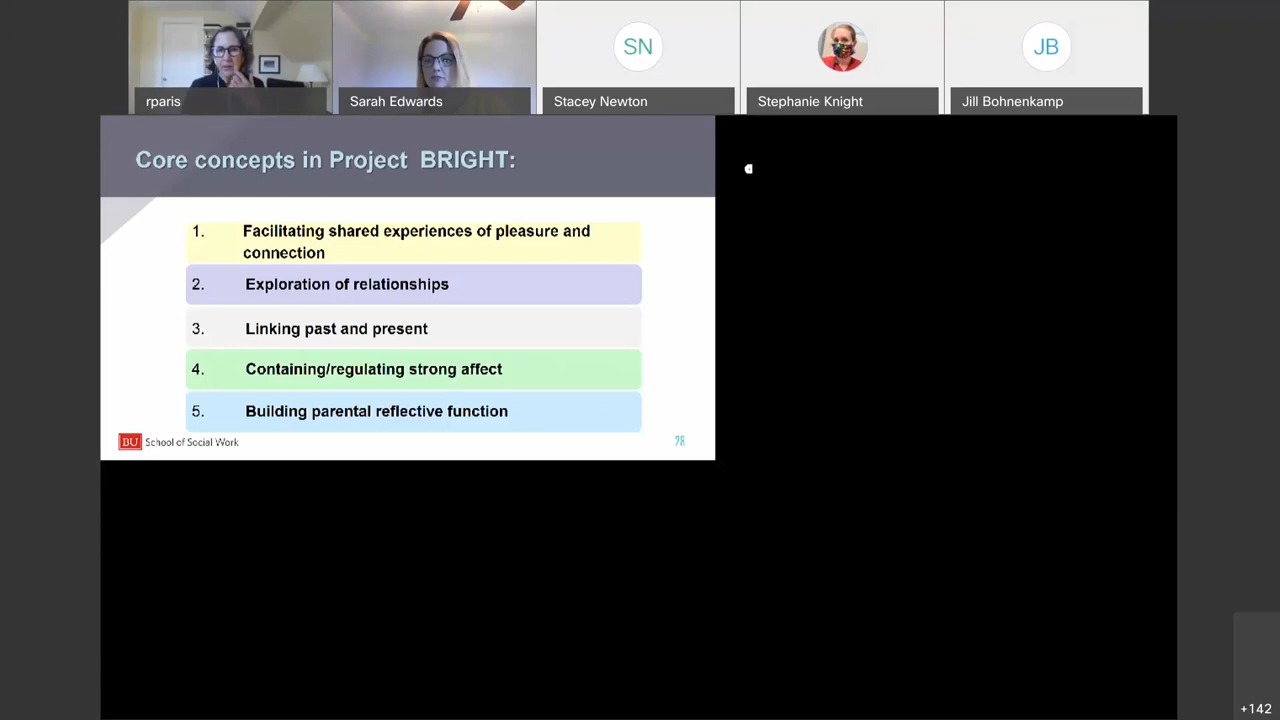 SN
JB
rparis
Sarah Edwards
Stacey Newton
Stephanie Knight
Jill Bohnenkamp
Core concepts in Project BRIGHT:
1. Facilitating shared experiences of pleasure and
connection
2. Exploration of relationships
3. Linking past and present
4. Containing/regulating strong affect
5. Building parental reflective function
BU School of Social Work
28
+142